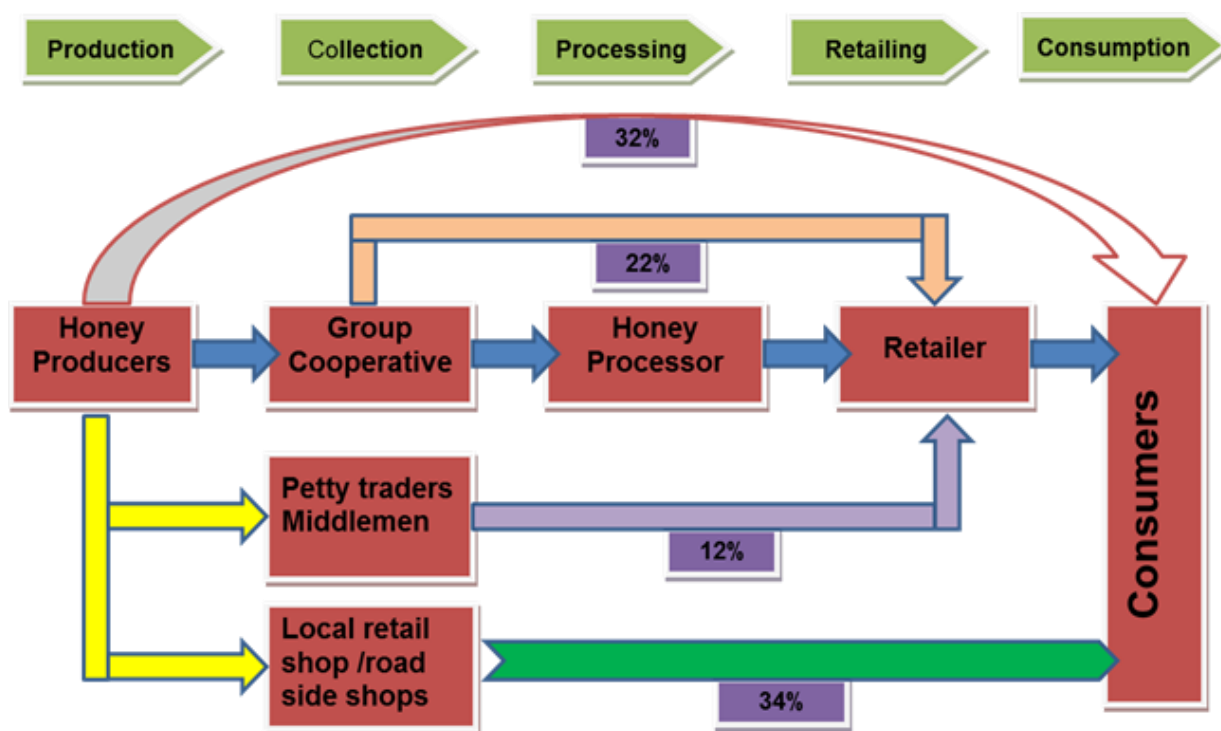 Production
Collection
Processing
Retailing
Consumption
32%
22%
Honey
Producers
Group
Cooperative
Honey
Processor
Retailer
Consumers
Petty traders
Middlemen
12%
Local retail
shop /road
side shops
34%